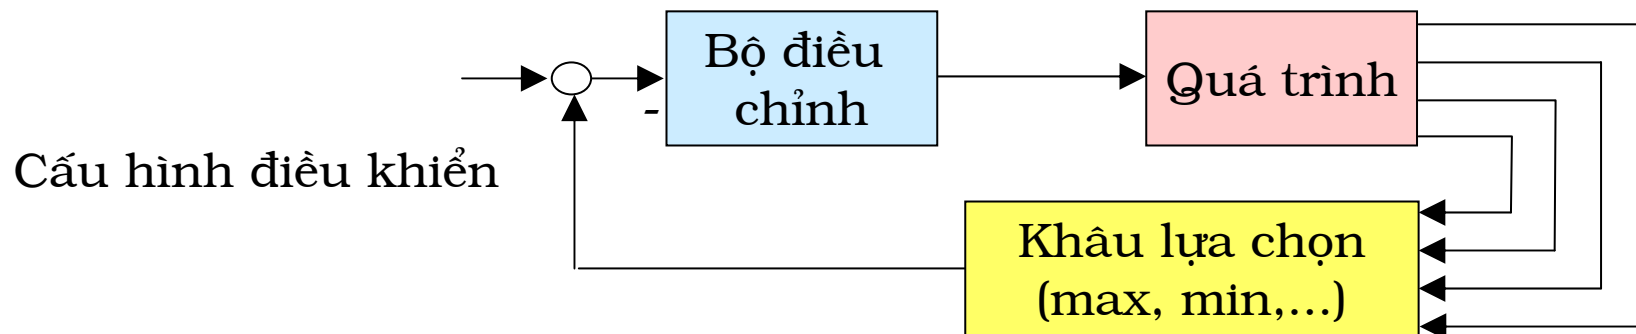 Bộ điều
chỉnh
Quá trình
-
Cấu hình điều khiển
Khâu lựa chọn
(max, min,...)